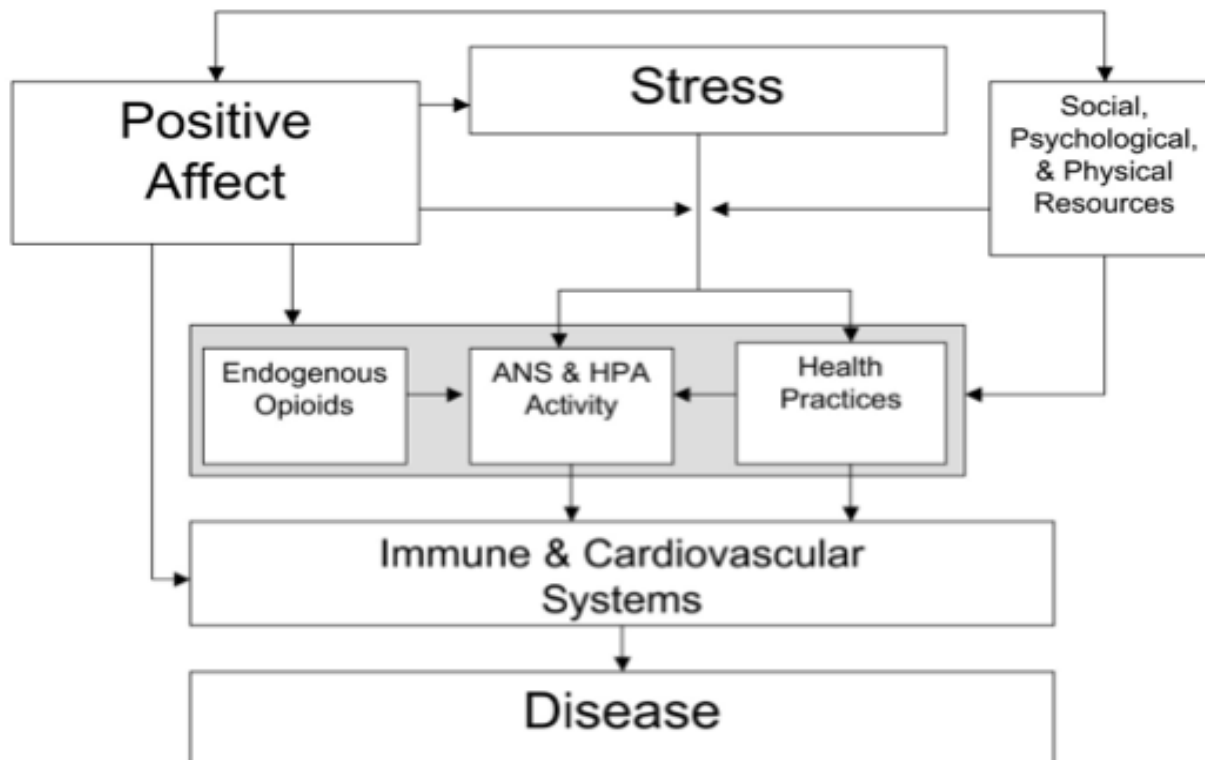 Positive
Affect
Stress
Social,
Psychological,
& Physical
Resources
Endogenous
Opioids
ANS & HPA
Activity
Health
Practices
Immune & Cardiovascular
Systems
Disease